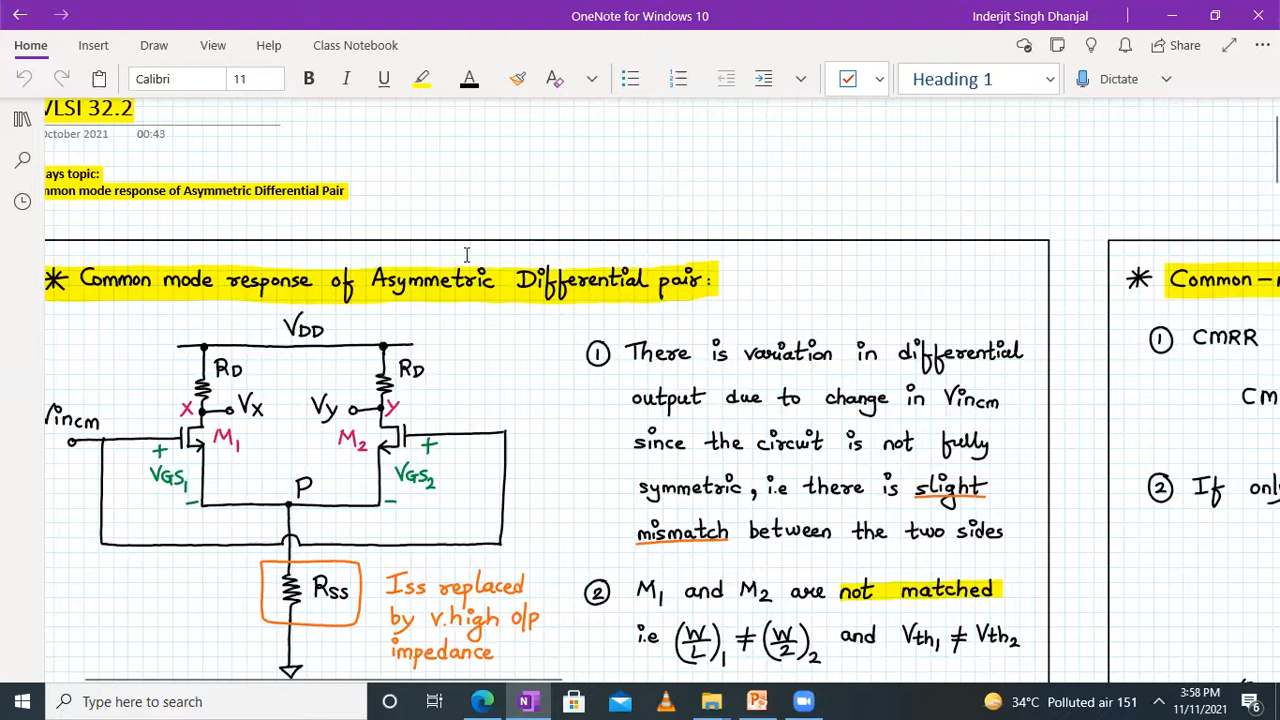 OneNote for Windows 10
Inderjit Singh Dhanjal
Home Insert Draw View Help Class Notebook
Share
Calibri 11 B I U A Heading 1 Dictate
VLSI 32.2
October 2021 00:43
ays topic:
mmon mode response of Asymmetric Differential Pair
* Common mode response of Asymmetric Differential pair:
VDD
RD RD
X Vx Vy y
Vincm
M1 M2
+ VGS1 - + VGS2 -
P
RSS
Iss replaced
by v.high o/p
impedance
① There is variation in differential
output due to change in Vincm
since the circuit is not fully
symmetric, i.e there is slight
mismatch between the two sides
② M1 and M2 are not matched
i.e (W/L)1 ≠ (W/2)2 and Vth1 ≠ Vth2
* Common-m
① CMRR
CM
② If only
Type here to search
34°C Polluted air 151
3:58 PM
11/11/2021
6